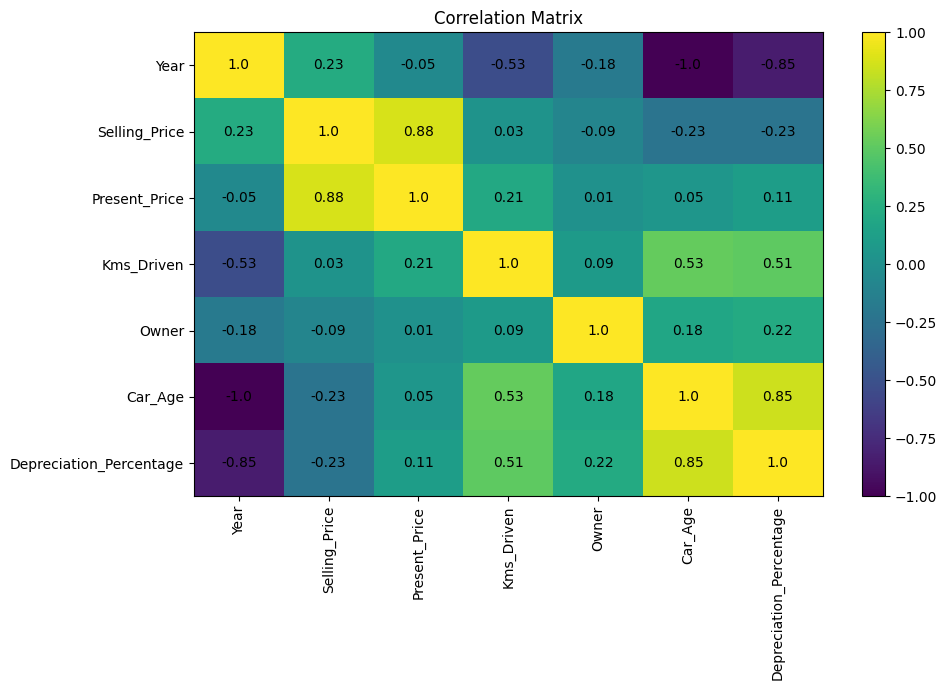 Correlation Matrix
Year 1.0 0.23 -0.05 -0.53 -0.18 -1.0 -0.85
Selling_Price 0.23 1.0 0.88 0.03 -0.09 -0.23 -0.23
Present_Price -0.05 0.88 1.0 0.21 0.01 0.05 0.11
Kms_Driven -0.53 0.03 0.21 1.0 0.09 0.53 0.51
Owner -0.18 -0.09 0.01 0.09 1.0 0.18 0.22
Car_Age -1.0 -0.23 0.05 0.53 0.18 1.0 0.85
Depreciation_Percentage -0.85 -0.23 0.11 0.51 0.22 0.85 1.0
Year
Selling_Price
Present_Price
Kms_Driven
Owner
Car_Age
Depreciation_Percentage
1.00
0.75
0.50
0.25
0.00
−0.25
−0.50
−0.75
−1.00